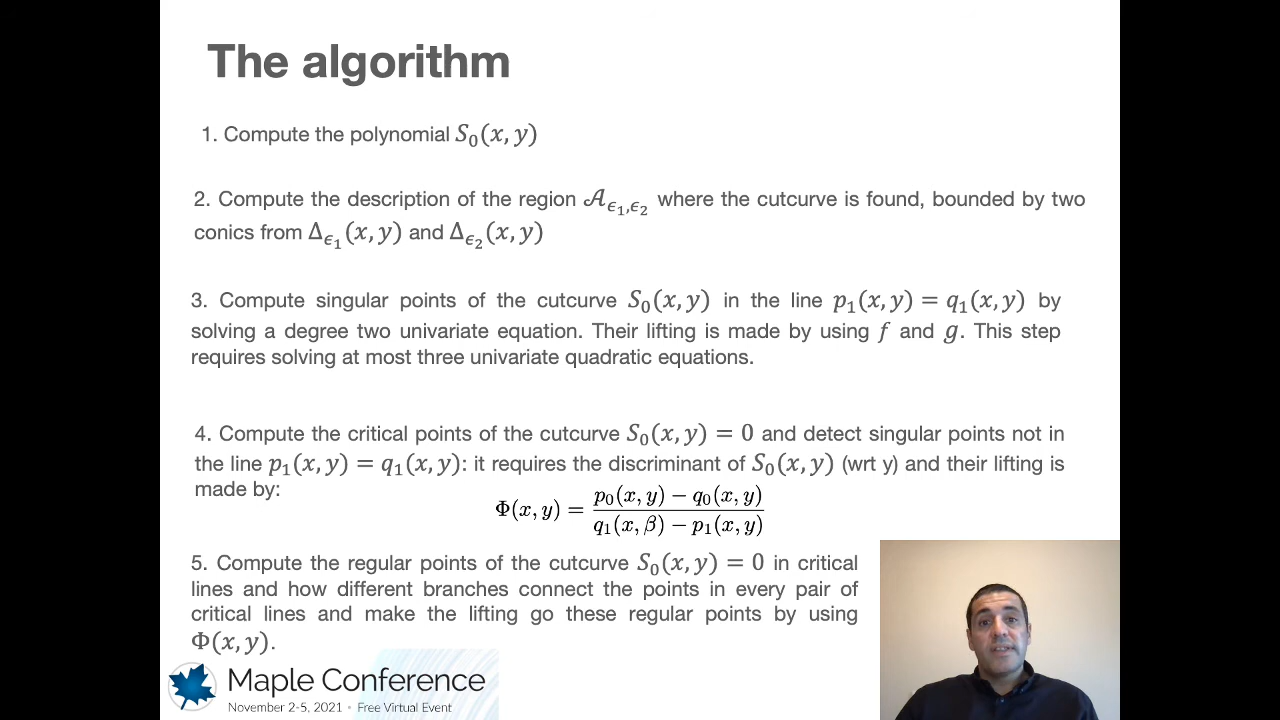 The algorithm
1. Compute the polynomial S₀(x, y)
2. Compute the description of the region 𝒜_{ϵ₁,ϵ₂} where the cutcurve is found, bounded by two
conics from Δ_{ϵ₁}(x, y) and Δ_{ϵ₂}(x, y)
3. Compute singular points of the cutcurve S₀(x, y) in the line p₁(x, y) = q₁(x, y) by
solving a degree two univariate equation. Their lifting is made by using f and g. This step
requires solving at most three univariate quadratic equations.
4. Compute the critical points of the cutcurve S₀(x, y) = 0 and detect singular points not in
the line p₁(x, y) = q₁(x, y): it requires the discriminant of S₀(x, y) (wrt y) and their lifting is
made by:
Φ(x, y) = (p₀(x, y) − q₀(x, y)) / (q₁(x, β) − p₁(x, y))
5. Compute the regular points of the cutcurve S₀(x, y) = 0 in critical
lines and how different branches connect the points in every pair of
critical lines and make the lifting go these regular points by using
Φ(x, y).
Maple Conference
November 2-5, 2021 • Free Virtual Event